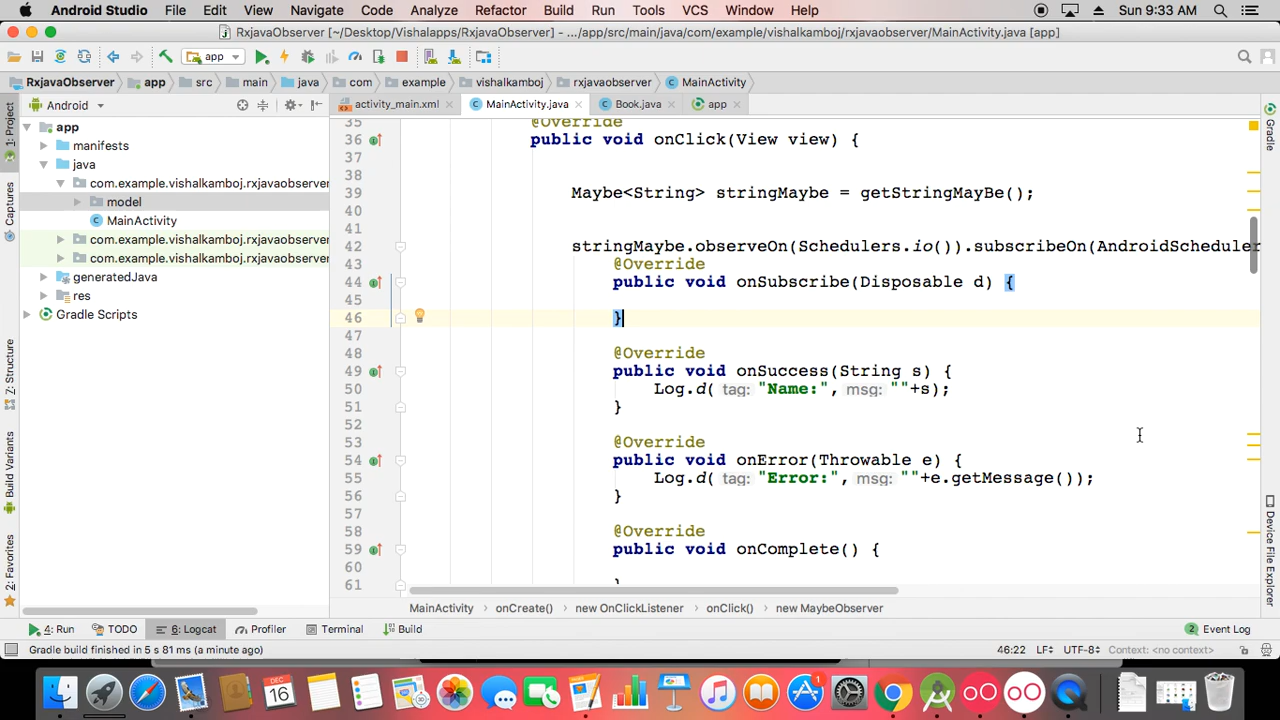 Android Studio File Edit View Navigate Code Analyze Refactor Build Run Tools VCS Window Help Sun 9:33 AM
RxjavaObserver [~/Desktop/Vishalapps/RxjavaObserver] - .../app/src/main/java/com/example/vishalkamboj/rxjavaobserver/MainActivity.java [app]
app
RxjavaObserver app src main java com example vishalkamboj rxjavaobserver MainActivity
Android activity_main.xml MainActivity.java Book.java app
1: Project
Captures
7: Structure
Build Variants
2: Favorites
app
manifests
java
com.example.vishalkamboj.rxjavaobserver
model
MainActivity
com.example.vishalkamboj.rxjavaobserver
com.example.vishalkamboj.rxjavaobserver
generatedJava
res
Gradle Scripts
35 @Override
36 public void onClick(View view) {
37
38
39 Maybe<String> stringMaybe = getStringMayBe();
40
41
42 stringMaybe.observeOn(Schedulers.io()).subscribeOn(AndroidScheduler
43 @Override
44 public void onSubscribe(Disposable d) {
45
46 }
47
48 @Override
49 public void onSuccess(String s) {
50 Log.d( tag: "Name:", msg: ""+s);
51 }
52
53 @Override
54 public void onError(Throwable e) {
55 Log.d( tag: "Error:", msg: ""+e.getMessage());
56 }
57
58 @Override
59 public void onComplete() {
60
61 }
Gradle
Device File Explorer
MainActivity onCreate() new OnClickListener onClick() new MaybeObserver
4: Run TODO 6: Logcat Profiler Terminal Build 2 Event Log
Gradle build finished in 5 s 81 ms (a minute ago) 46:22 LF÷ UTF-8÷ Context: <no context>
DEC
16
1